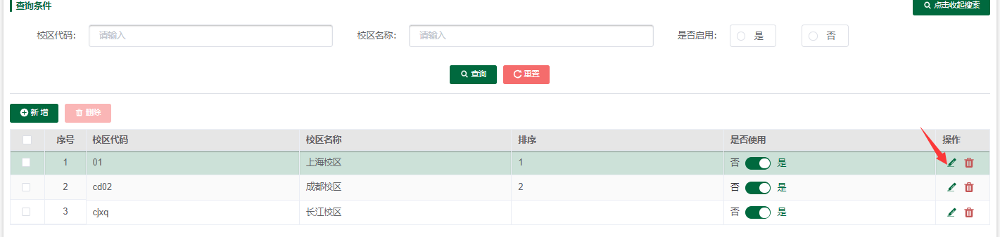 查询条件
点击收起搜索
校区代码: 请输入 校区名称: 请输入 是否启用: 是 否
查询 重置
新增 删除
序号 校区代码 校区名称 排序 是否使用 操作
1 01 上海校区 1 否 是
2 cd02 成都校区 2 否 是
3 cjxq 长江校区 否 是